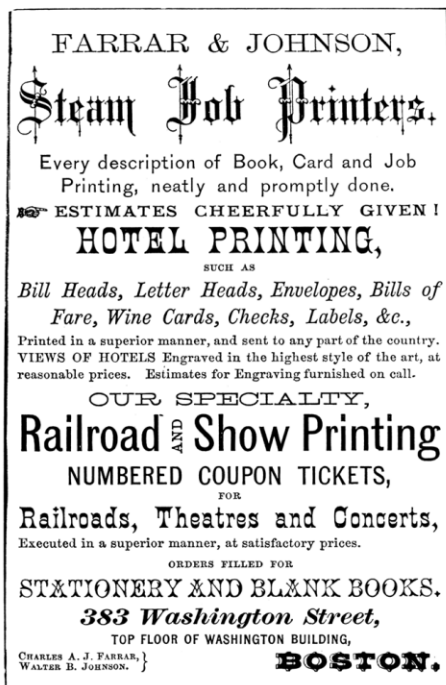 FARRAR & JOHNSON,
Steam Job Printers.
Every description of Book, Card and Job
Printing, neatly and promptly done.
☞ ESTIMATES CHEERFULLY GIVEN!
HOTEL PRINTING,
SUCH AS
Bill Heads, Letter Heads, Envelopes, Bills of
Fare, Wine Cards, Checks, Labels, &c.,
Printed in a superior manner, and sent to any part of the country.
VIEWS OF HOTELS Engraved in the highest style of the art, at
reasonable prices. Estimates for Engraving furnished on call.
OUR SPECIALTY,
Railroad AND Show Printing
NUMBERED COUPON TICKETS,
FOR
Railroads, Theatres and Concerts,
Executed in a superior manner, at satisfactory prices.
ORDERS FILLED FOR
STATIONERY AND BLANK BOOKS.
383 Washington Street,
TOP FLOOR OF WASHINGTON BUILDING,
CHARLES A. J. FARRAR,
WALTER B. JOHNSON. }
BOSTON.